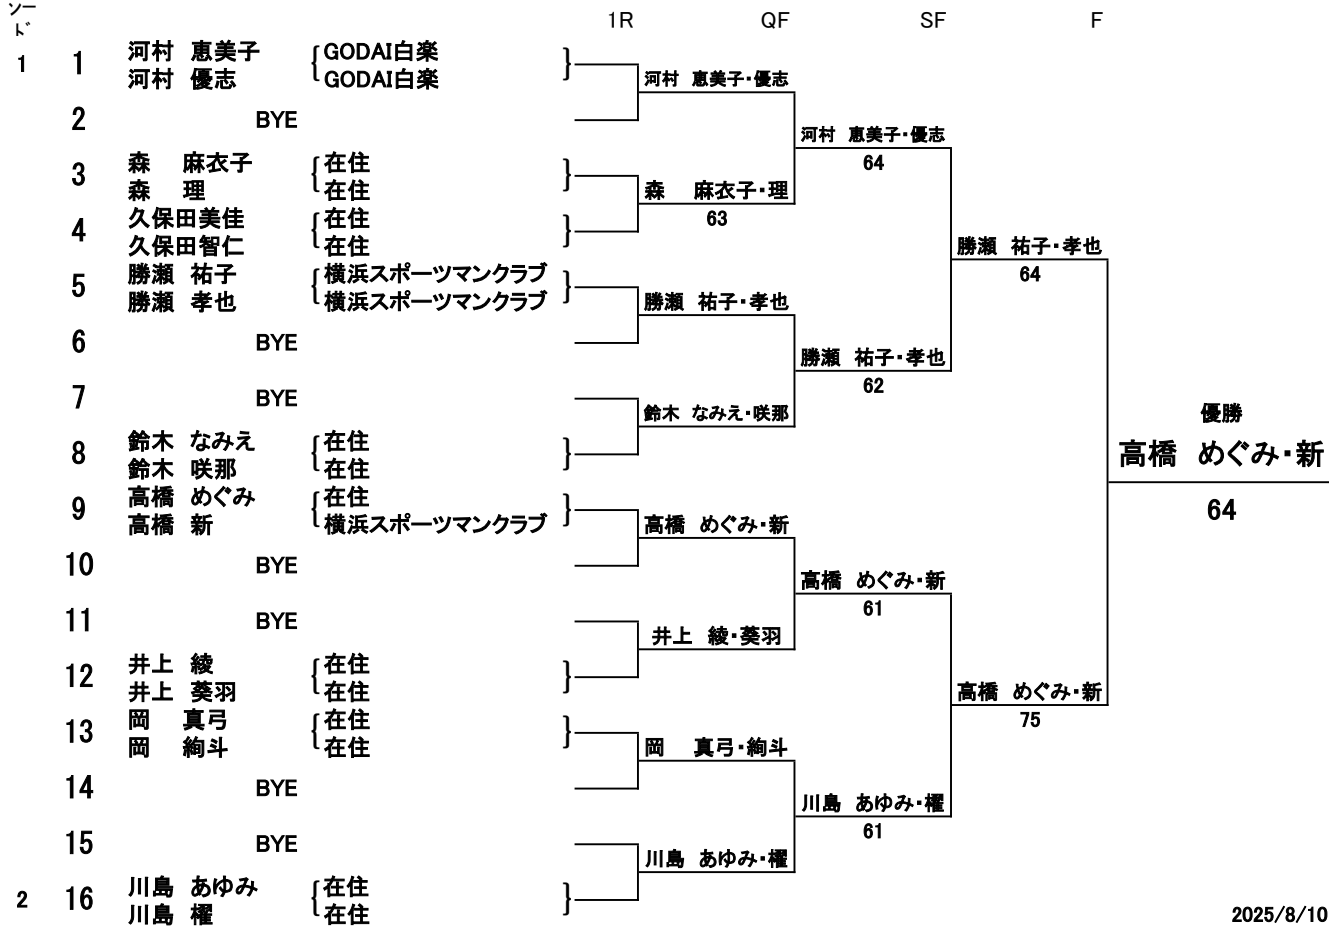 シード
1R QF SF F
1 1 河村 恵美子 GODAI白楽
河村 優志 GODAI白楽
河村 恵美子・優志
2 BYE
河村 恵美子・優志
64
3 森 麻衣子 在住
森 理 在住
森 麻衣子・理
63
4 久保田美佳 在住
久保田智仁 在住
勝瀬 祐子・孝也
64
5 勝瀬 祐子 横浜スポーツマンクラブ
勝瀬 孝也 横浜スポーツマンクラブ
勝瀬 祐子・孝也
6 BYE
勝瀬 祐子・孝也
62
7 BYE
鈴木 なみえ・咲那
8 鈴木 なみえ 在住
鈴木 咲那 在住
優勝
高橋 めぐみ・新
64
9 高橋 めぐみ 在住
高橋 新 横浜スポーツマンクラブ
高橋 めぐみ・新
10 BYE
高橋 めぐみ・新
61
11 BYE
井上 綾・葵羽
12 井上 綾 在住
井上 葵羽 在住
高橋 めぐみ・新
75
13 岡 真弓 在住
岡 絢斗 在住
岡 真弓・絢斗
14 BYE
川島 あゆみ・櫂
61
15 BYE
川島 あゆみ・櫂
2 16 川島 あゆみ 在住
川島 櫂 在住
2025/8/10